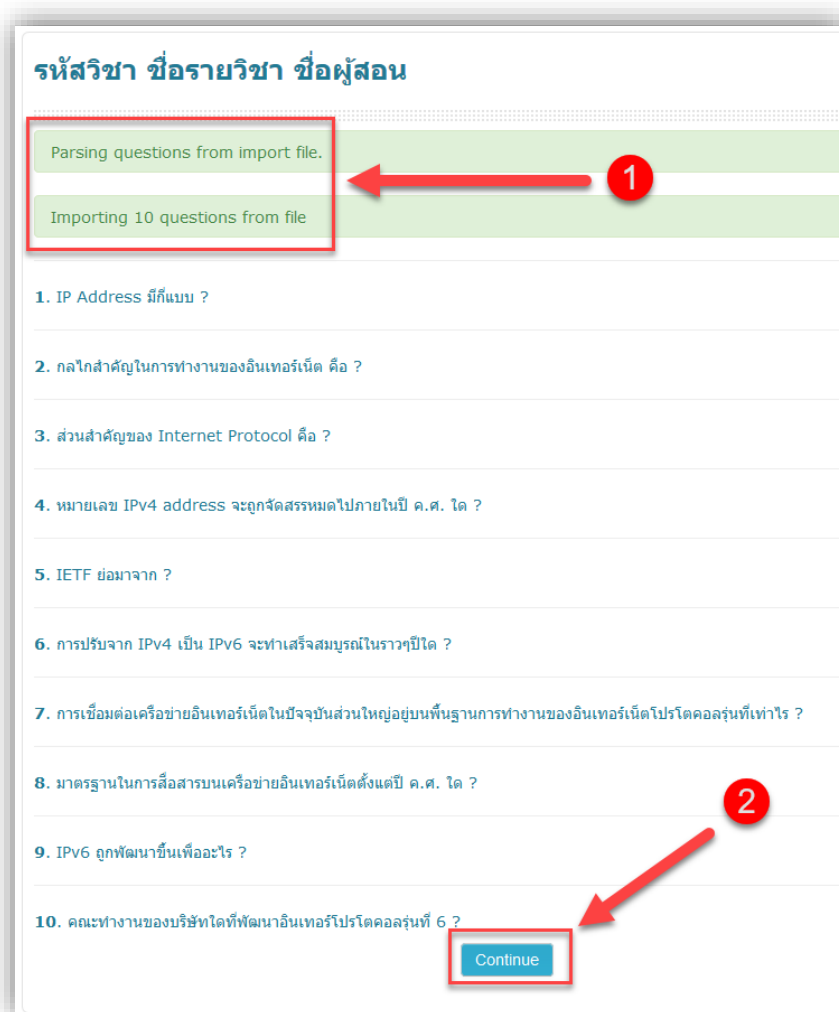 รหัสวิชา ชื่อรายวิชา ชื่อผู้สอน
Parsing questions from import file.
1
Importing 10 questions from file
1. IP Address มีกี่แบบ ?
2. กลไกสำคัญในการทำงานของอินเทอร์เน็ต คือ ?
3. ส่วนสำคัญของ Internet Protocol คือ ?
4. หมายเลข IPv4 address จะถูกจัดสรรหมดไปภายในปี ค.ศ. ใด ?
5. IETF ย่อมาจาก ?
6. การปรับจาก IPv4 เป็น IPv6 จะทำเสร็จสมบูรณ์ในราวๆปีใด ?
7. การเชื่อมต่อเครือข่ายอินเทอร์เน็ตในปัจจุบันส่วนใหญ่อยู่บนพื้นฐานการทำงานของอินเทอร์เน็ตโปรโตคอลรุ่นที่เท่าไร ?
8. มาตรฐานในการสื่อสารบนเครือข่ายอินเทอร์เน็ตตั้งแต่ปี ค.ศ. ใด ?
2
9. IPv6 ถูกพัฒนาขึ้นเพื่ออะไร ?
10. คณะทำงานของบริษัทใดที่พัฒนาอินเทอร์โปรโตคอลรุ่นที่ 6 ?
Continue